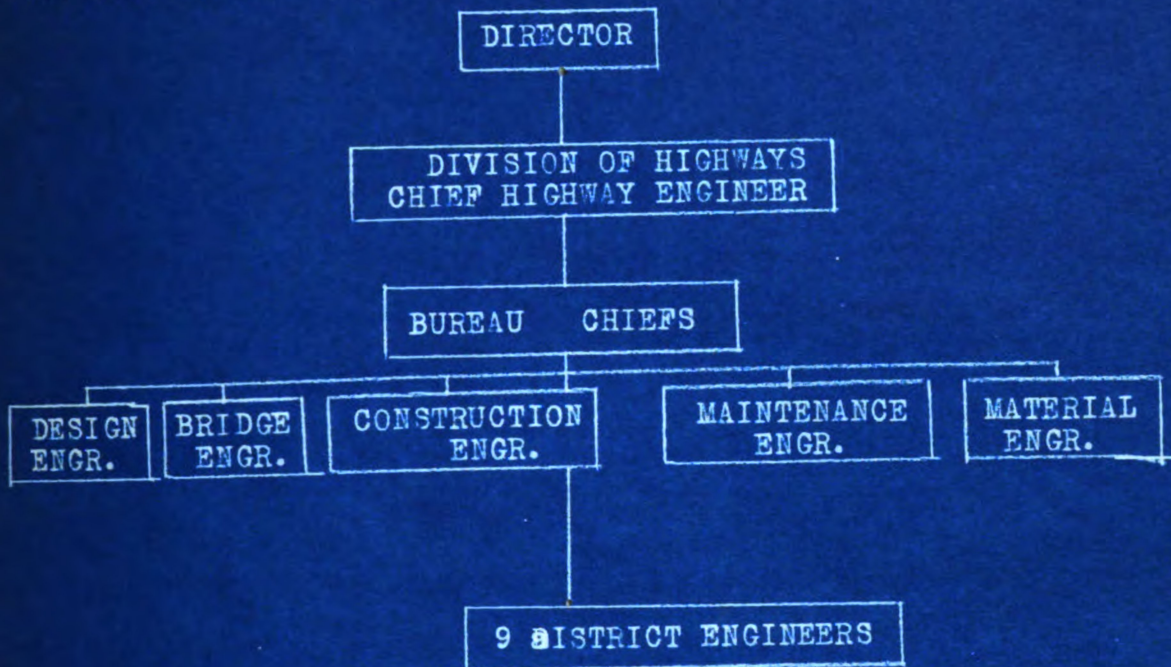 DIRECTOR
DIVISION OF HIGHWAYS
CHIEF HIGHWAY ENGINEER
BUREAU CHIEFS
DESIGN
ENGR.
BRIDGE
ENGR.
CONSTRUCTION
ENGR.
MAINTENANCE
ENGR.
MATERIAL
ENGR.
9 DISTRICT ENGINEERS